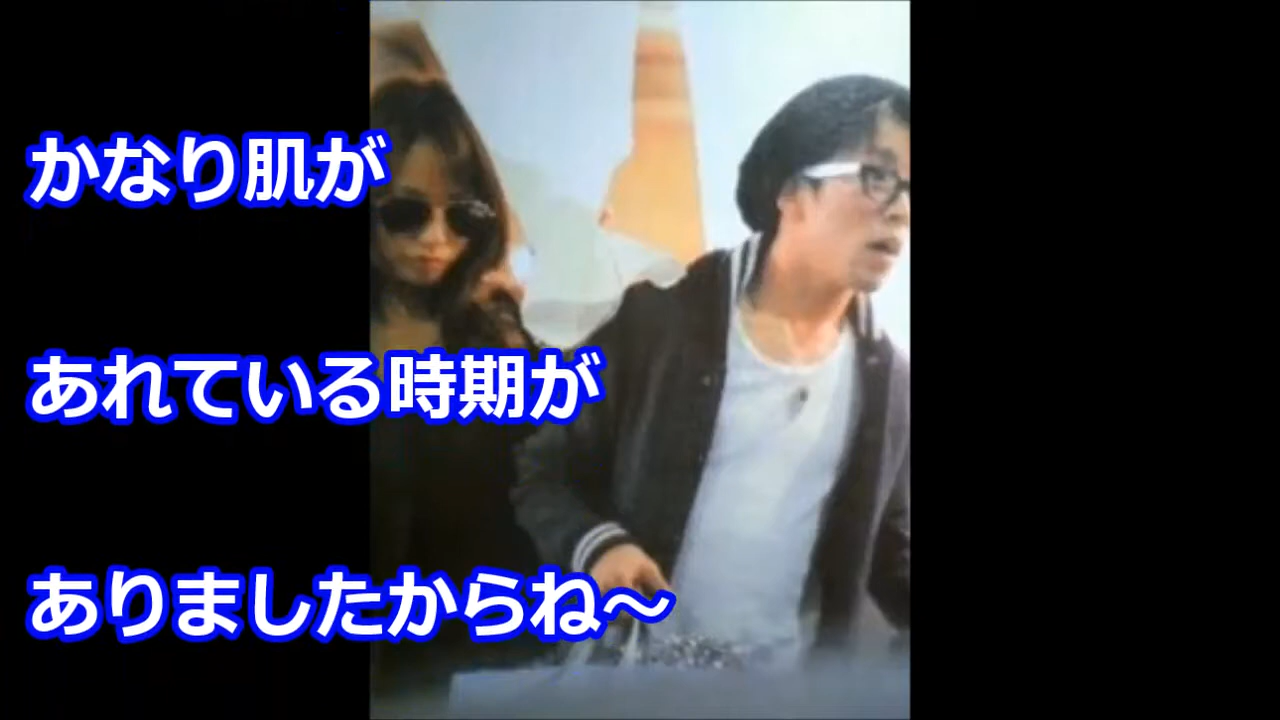 かなり肌が
あれている時期が
ありましたからね～